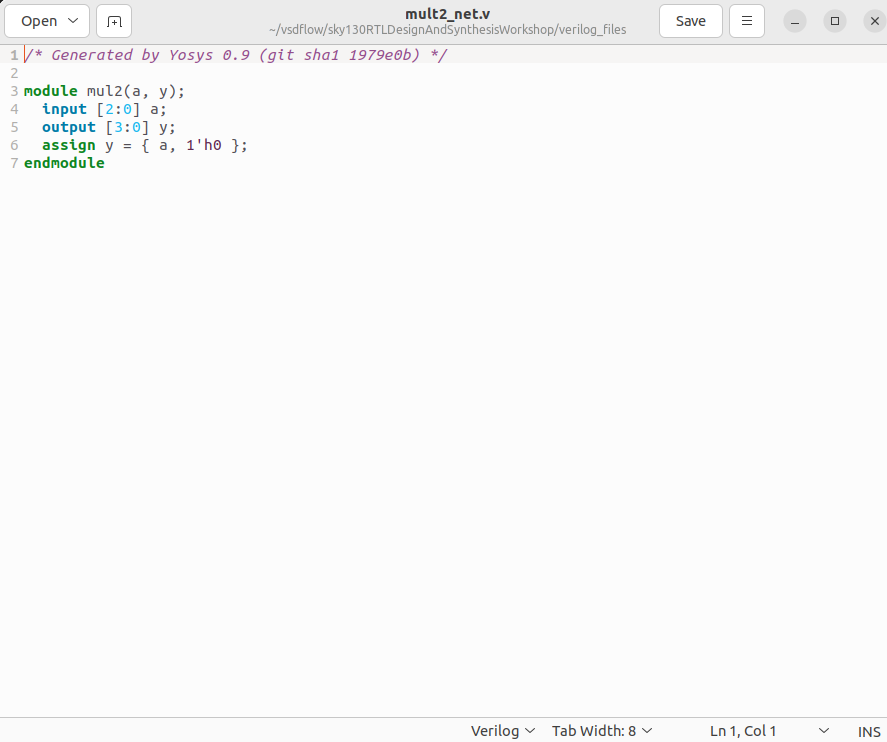 Open
mult2_net.v
~/vsdflow/sky130RTLDesignAndSynthesisWorkshop/verilog_files
Save
1 /* Generated by Yosys 0.9 (git sha1 1979e0b) */
2
3 module mul2(a, y);
4   input [2:0] a;
5   output [3:0] y;
6   assign y = { a, 1'h0 };
7 endmodule
Verilog
Tab Width: 8
Ln 1, Col 1
INS